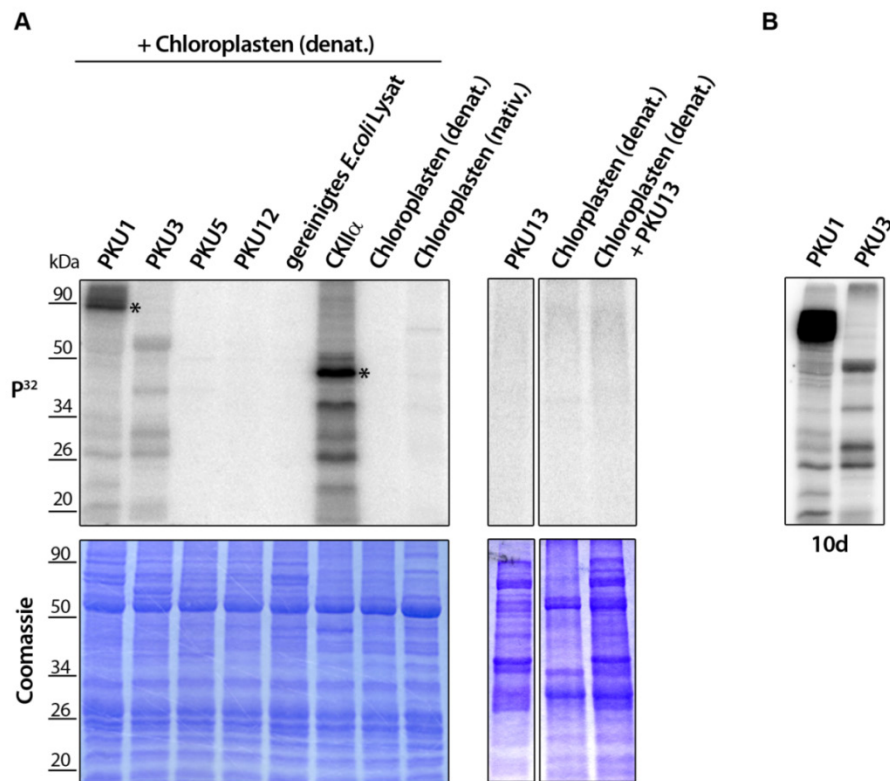 A
B
+ Chloroplasten (denat.)
PKU1
PKU3
PKU5
PKU12
gereinigtes E.coli Lysat
CKIIα
Chloroplasten (denat.)
Chloroplasten (nativ.)
PKU13
Chlorplasten (denat.)
Chloroplasten (denat.)
+ PKU13
PKU1
PKU3
kDa
90
*
50
*
P32
34
26
20
10d
90
50
Coomassie
34
26
20